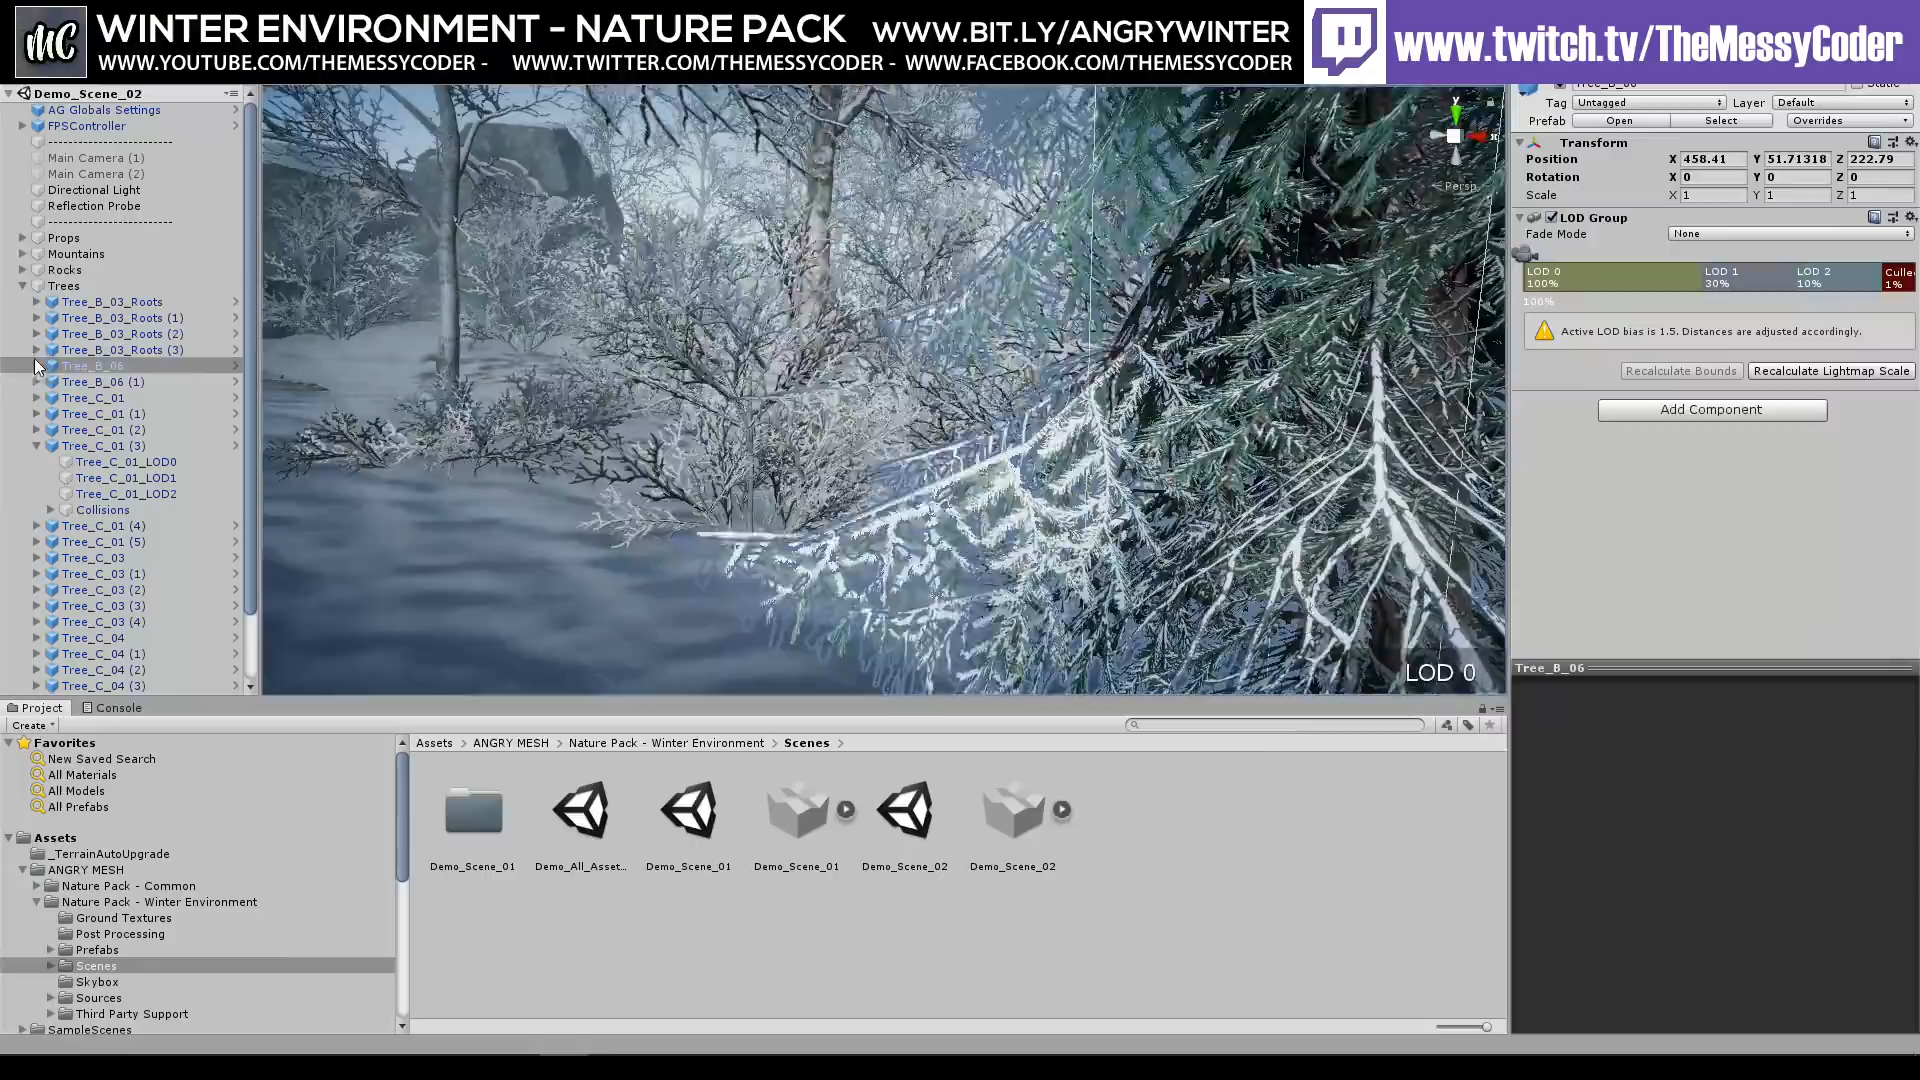 MC
WINTER ENVIRONMENT - NATURE PACK
WWW.BIT.LY/ANGRYWINTER
WWW.YOUTUBE.COM/THEMESSYCODER - WWW.TWITTER.COM/THEMESSYCODER - WWW.FACEBOOK.COM/THEMESSYCODER
www.twitch.tv/TheMessyCoder
Demo_Scene_02
AG Globals Settings
FPSController
-------------------------
Main Camera (1)
Main Camera (2)
Directional Light
Reflection Probe
-------------------------
Props
Mountains
Rocks
Trees
Tree_B_03_Roots
Tree_B_03_Roots (1)
Tree_B_03_Roots (2)
Tree_B_03_Roots (3)
Tree_B_06
Tree_B_06 (1)
Tree_C_01
Tree_C_01 (1)
Tree_C_01 (2)
Tree_C_01 (3)
Tree_C_01_LOD0
Tree_C_01_LOD1
Tree_C_01_LOD2
Collisions
Tree_C_01 (4)
Tree_C_01 (5)
Tree_C_03
Tree_C_03 (1)
Tree_C_03 (2)
Tree_C_03 (3)
Tree_C_03 (4)
Tree_C_04
Tree_C_04 (1)
Tree_C_04 (2)
Tree_C_04 (3)
y
x
Persp
LOD 0
Tag Untagged Layer Default
Prefab Open Select Overrides
Transform
Position X 458.41 Y 51.71318 Z 222.79
Rotation X 0 Y 0 Z 0
Scale X 1 Y 1 Z 1
LOD Group
Fade Mode None
LOD 0 LOD 1 LOD 2 Culle
100% 30% 10% 1%
100%
Active LOD bias is 1.5. Distances are adjusted accordingly.
Recalculate Bounds Recalculate Lightmap Scale
Add Component
Tree_B_06
Project Console
Create
Favorites
New Saved Search
All Materials
All Models
All Prefabs
Assets
_TerrainAutoUpgrade
ANGRY MESH
Nature Pack - Common
Nature Pack - Winter Environment
Ground Textures
Post Processing
Prefabs
Scenes
Skybox
Sources
Third Party Support
SampleScenes
Assets > ANGRY MESH > Nature Pack - Winter Environment > Scenes >
Demo_Scene_01 Demo_All_Asset... Demo_Scene_01 Demo_Scene_01 Demo_Scene_02 Demo_Scene_02